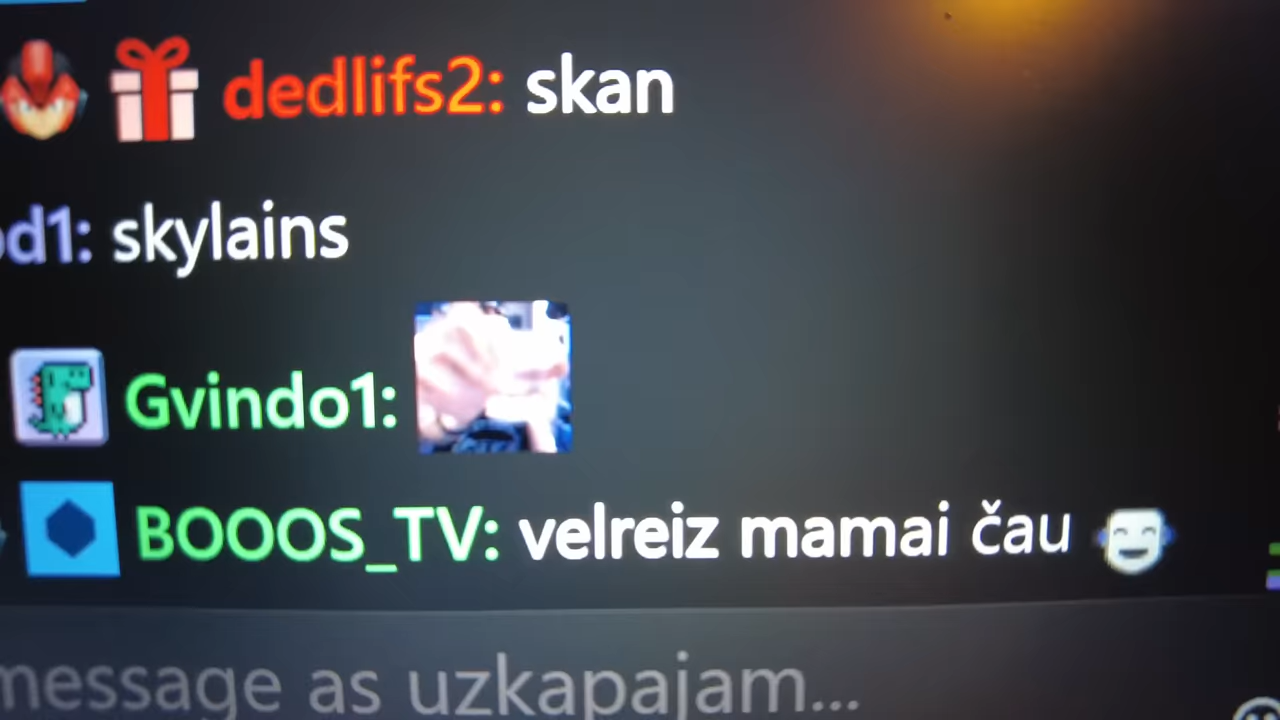 dedlifs2: skan
d1: skylains
Gvindo1:
BOOOS_TV: velreiz mamai čau
message as uzkapajam...